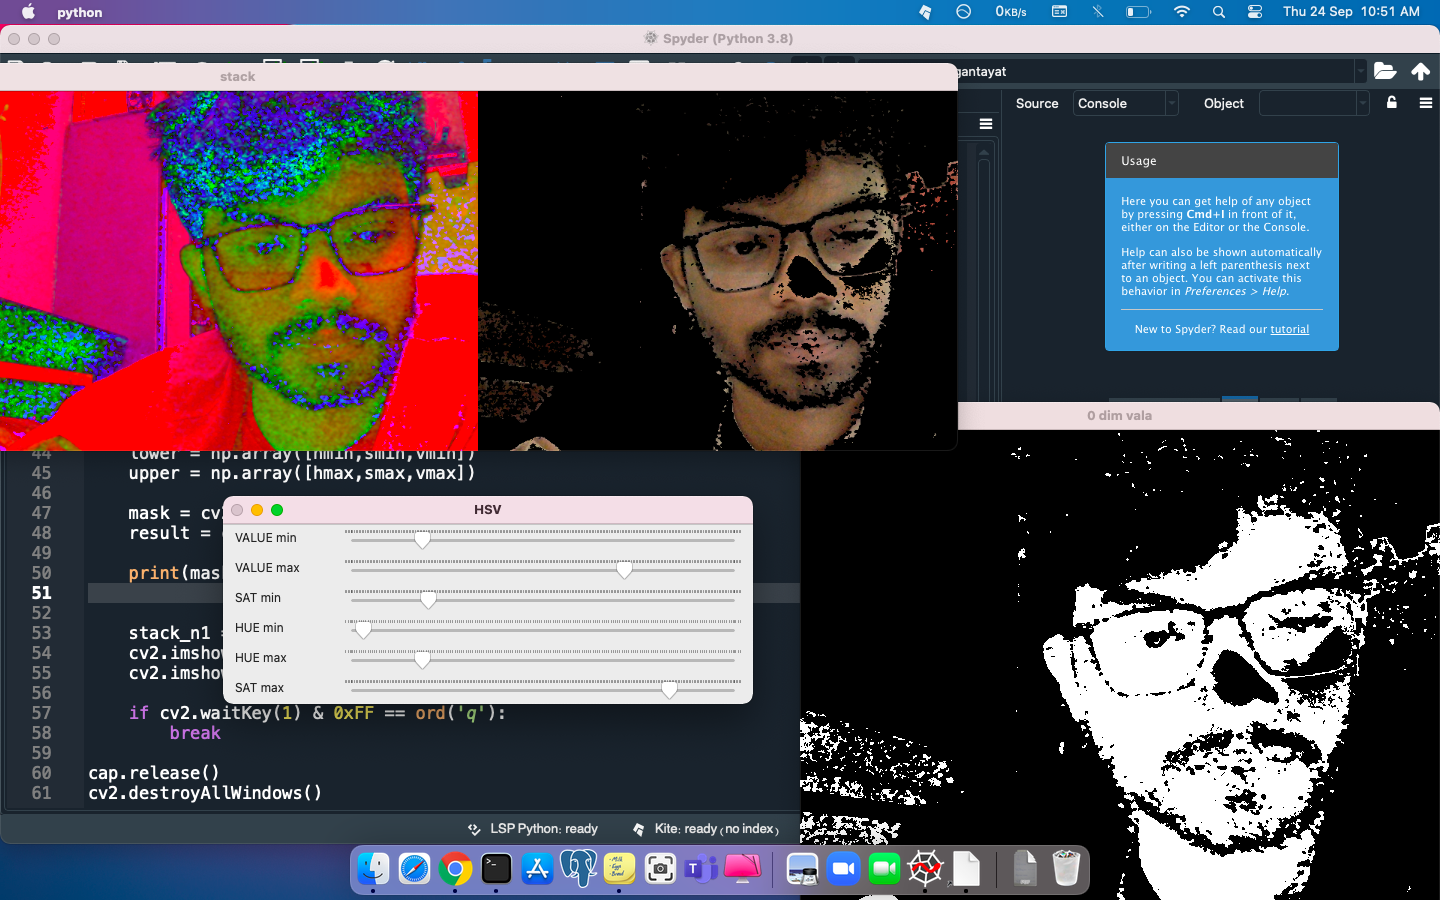 python
0KB/s
Thu 24 Sep 10:51 AM
Spyder (Python 3.8)
stack
gantayat
Source
Console
Object
Usage
Here you can get help of any object
by pressing Cmd+I in front of it,
either on the Editor or the Console.
Help can also be shown automatically
after writing a left parenthesis next
to an object. You can activate this
behavior in Preferences > Help.
New to Spyder? Read our tutorial
0 dim vala
44 lower = np.array([hmin,smin,vmin])
45 upper = np.array([hmax,smax,vmax])
46
47 mask = cv2
48 result =
49
50 print(mas
51
52
53 stack_n1 =
54 cv2.imshow
55 cv2.imshow
56
57 if cv2.waitKey(1) & 0xFF == ord('q'):
58 break
59
60 cap.release()
61 cv2.destroyAllWindows()
HSV
VALUE min
VALUE max
SAT min
HUE min
HUE max
SAT max
LSP Python: ready
Kite: ready (no index)